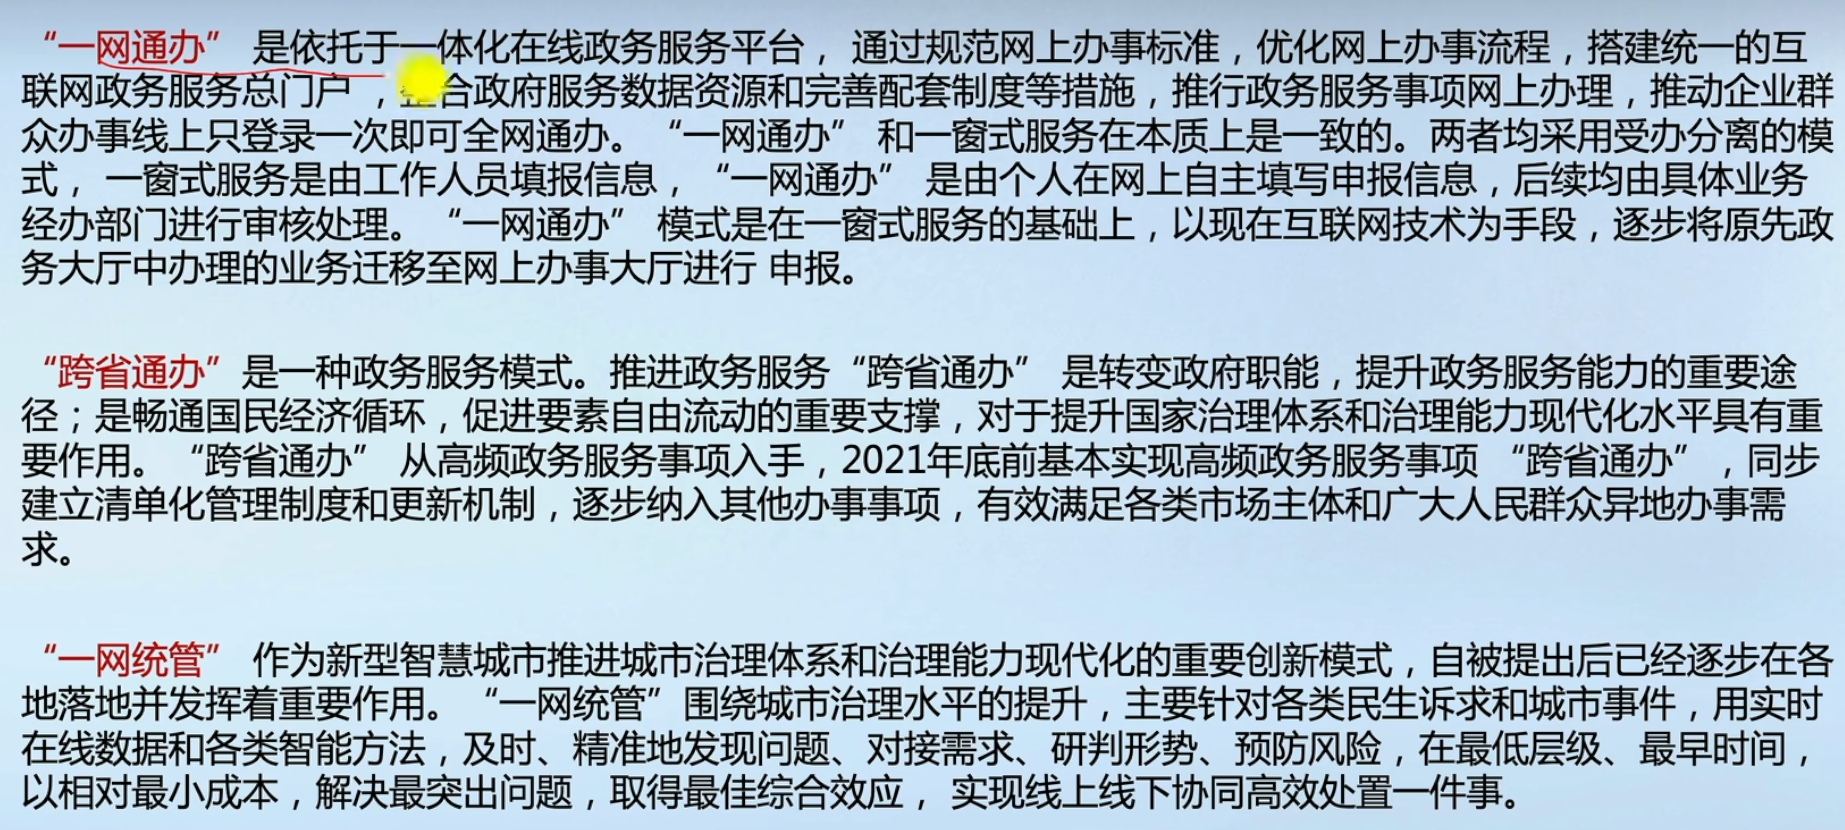 “一网通办” 是依托于一体化在线政务服务平台， 通过规范网上办事标准，优化网上办事流程，搭建统一的互
联网政务服务总门户 ，整合政府服务数据资源和完善配套制度等措施，推行政务服务事项网上办理，推动企业群
众办事线上只登录一次即可全网通办。 “一网通办” 和一窗式服务在本质上是一致的。两者均采用受办分离的模
式， 一窗式服务是由工作人员填报信息， “一网通办” 是由个人在网上自主填写申报信息，后续均由具体业务
经办部门进行审核处理。 “一网通办” 模式是在一窗式服务的基础上，以现在互联网技术为手段，逐步将原先政
务大厅中办理的业务迁移至网上办事大厅进行 申报。
“跨省通办” 是一种政务服务模式。推进政务服务 “跨省通办” 是转变政府职能，提升政务服务能力的重要途
径；是畅通国民经济循环，促进要素自由流动的重要支撑，对于提升国家治理体系和治理能力现代化水平具有重
要作用。 “跨省通办” 从高频政务服务事项入手，2021年底前基本实现高频政务服务事项 “跨省通办” ，同步
建立清单化管理制度和更新机制，逐步纳入其他办事事项，有效满足各类市场主体和广大人民群众异地办事需
求。
“一网统管” 作为新型智慧城市推进城市治理体系和治理能力现代化的重要创新模式，自被提出后已经逐步在各
地落地并发挥着重要作用。 “一网统管” 围绕城市治理水平的提升，主要针对各类民生诉求和城市事件，用实时
在线数据和各类智能方法，及时、精准地发现问题、对接需求、研判形势、预防风险，在最低层级、最早时间，
以相对最小成本，解决最突出问题，取得最佳综合效应， 实现线上线下协同高效处置一件事。